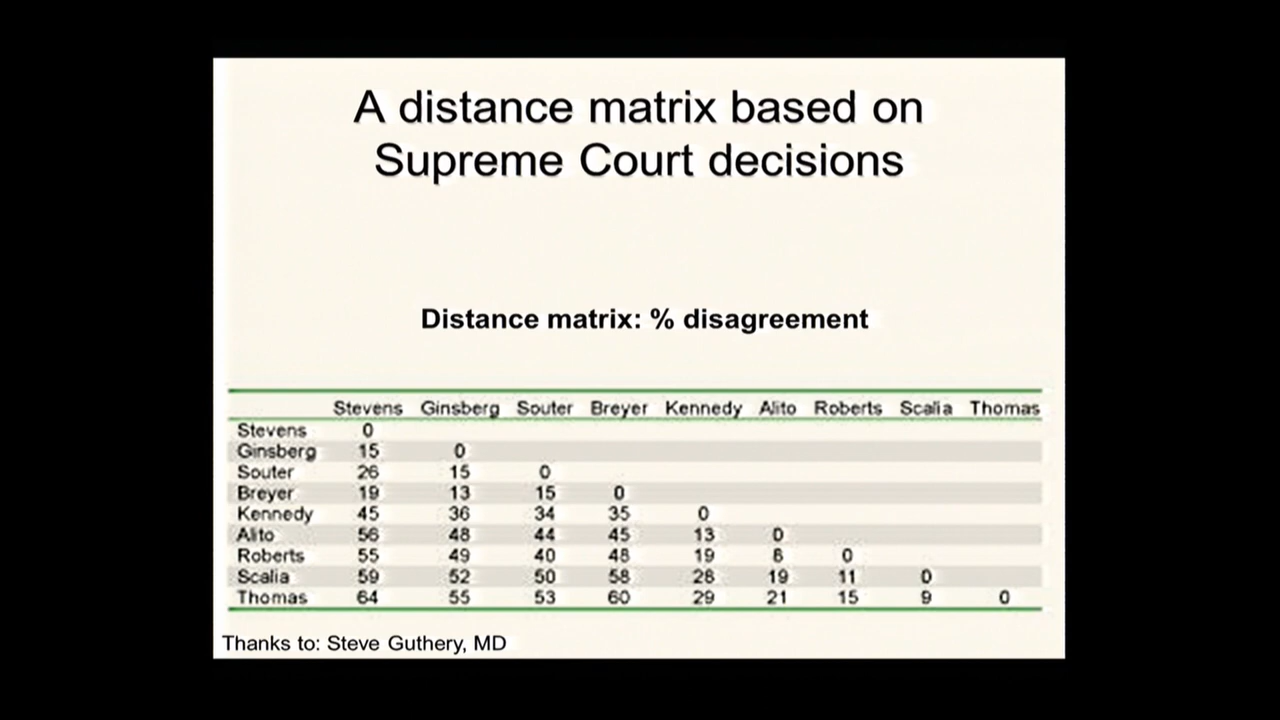 A distance matrix based on
Supreme Court decisions
Distance matrix: % disagreement
Stevens Ginsberg Souter Breyer Kennedy Alito Roberts Scalia Thomas
Stevens 0
Ginsberg 15 0
Souter 26 15 0
Breyer 19 13 15 0
Kennedy 45 36 34 35 0
Alito 56 48 44 45 13 0
Roberts 55 49 40 48 19 0
Scalia 59 52 50 58 28 19 11 0
Thomas 64 55 53 60 29 21 15 9 0
Thanks to: Steve Guthery, MD